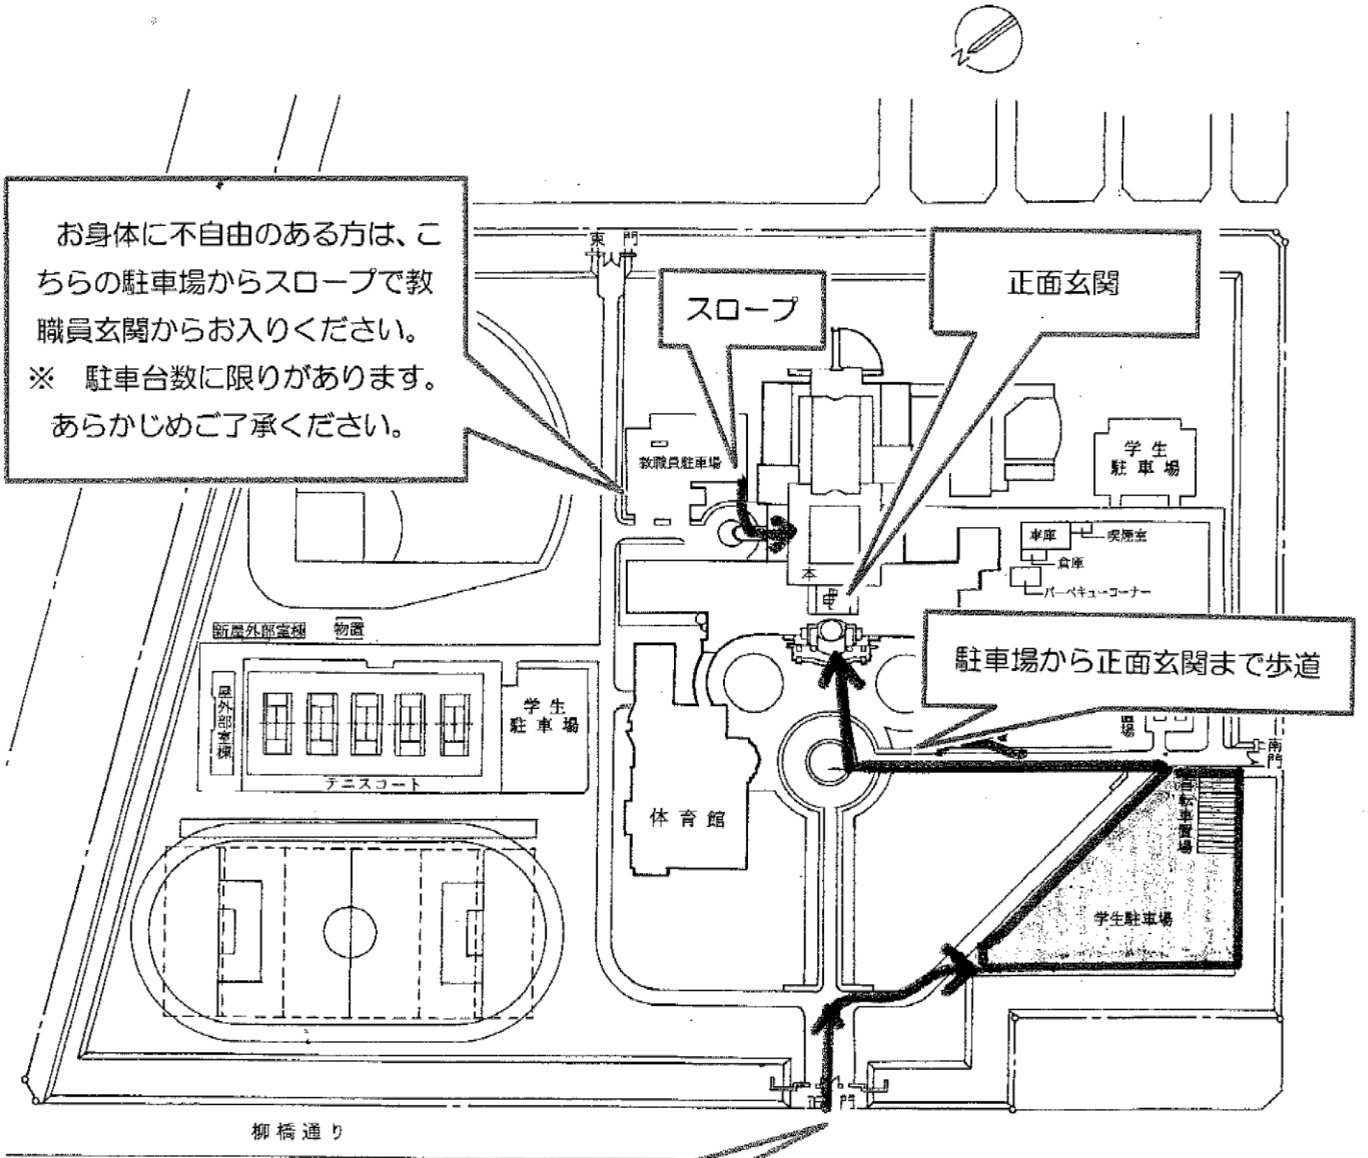 N
お身体に不自由のある方は、こ
ちらの駐車場からスロープで教
職員玄関からお入りください。
※ 駐車台数に限りがあります。
あらかじめご了承ください。
東門
スロープ
正面玄関
教職員駐車場
学生
駐車場
車庫
喫煙室
倉庫
バーベキューコーナー
本
新屋外部室棟
物置
駐車場から正面玄関まで歩道
屋外部室棟
学生
駐車場
置場
南門
テニスコート
体育館
自転車置場
学生駐車場
正門
柳橋通り